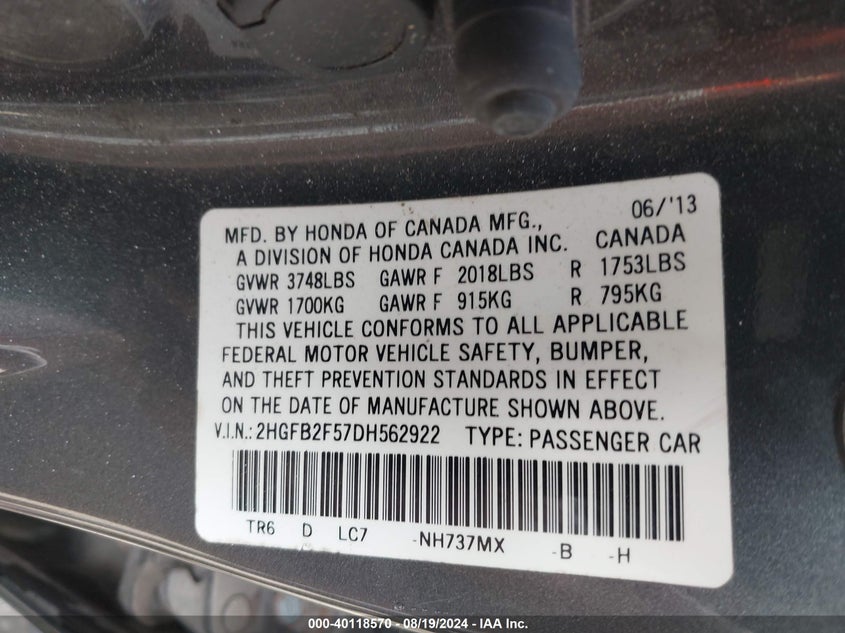 06/'13
MFD. BY HONDA OF CANADA MFG.,
A DIVISION OF HONDA CANADA INC. CANADA
GVWR 3748LBS GAWR F 2018LBS R 1753LBS
GVWR 1700KG GAWR F 915KG R 795KG
THIS VEHICLE CONFORMS TO ALL APPLICABLE
FEDERAL MOTOR VEHICLE SAFETY, BUMPER,
AND THEFT PREVENTION STANDARDS IN EFFECT
ON THE DATE OF MANUFACTURE SHOWN ABOVE.
V.I.N.: 2HGFB2F57DH562922 TYPE: PASSENGER CAR
TR6 D LC7 -NH737MX -B -H
000-40118570 - 08/19/2024 - IAA Inc.